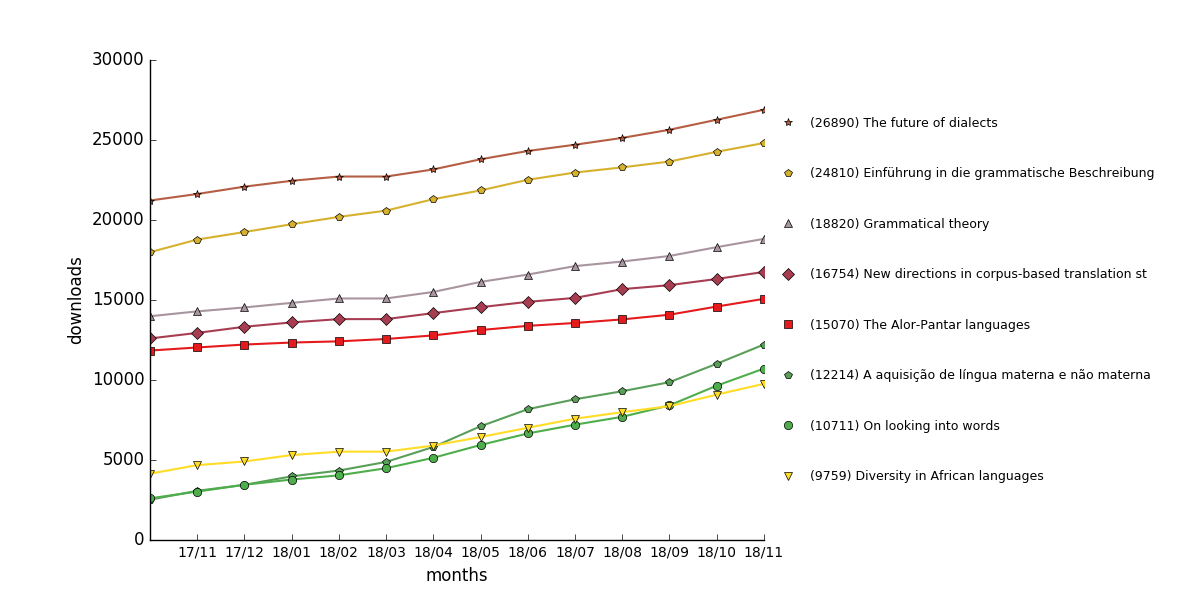 30000
25000
20000
15000
10000
5000
0
downloads
17/11 17/12 18/01 18/02 18/03 18/04 18/05 18/06 18/07 18/08 18/09 18/10 18/11
months
(26890) The future of dialects
(24810) Einführung in die grammatische Beschreibung
(18820) Grammatical theory
(16754) New directions in corpus-based translation st
(15070) The Alor-Pantar languages
(12214) A aquisição de língua materna e não materna
(10711) On looking into words
(9759) Diversity in African languages